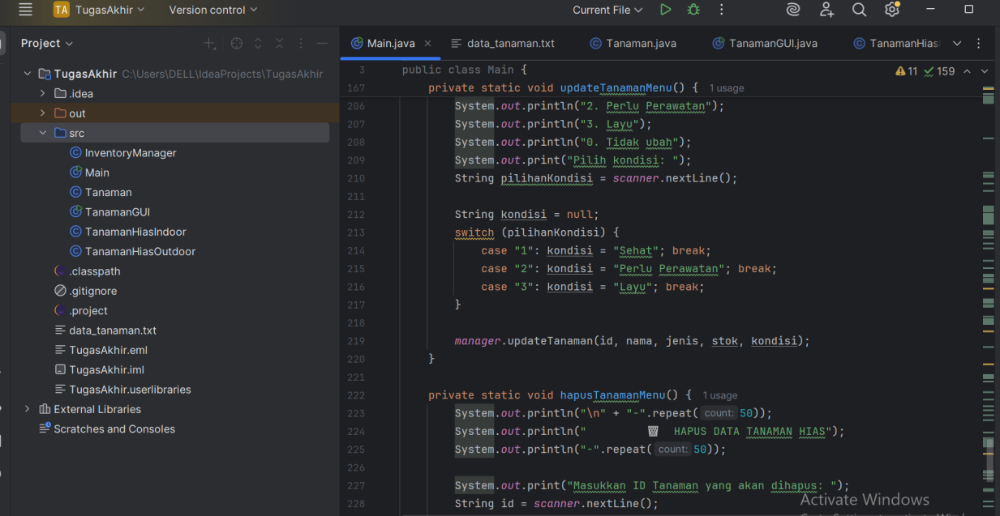 TA TugasAkhir Version control Current File
Project
Main.java data_tanaman.txt Tanaman.java TanamanGUI.java TanamanHias
TugasAkhir C:\Users\DELL\IdeaProjects\TugasAkhir
.idea
out
src
InventoryManager
Main
Tanaman
TanamanGUI
TanamanHiasIndoor
TanamanHiasOutdoor
.classpath
.gitignore
.project
data_tanaman.txt
TugasAkhir.eml
TugasAkhir.iml
TugasAkhir.userlibraries
External Libraries
Scratches and Consoles
11 159
3 public class Main {
167 private static void updateTanamanMenu() { 1 usage
206 System.out.println("2. Perlu Perawatan");
207 System.out.println("3. Layu");
208 System.out.println("0. Tidak ubah");
209 System.out.print("Pilih kondisi: ");
210 String pilihanKondisi = scanner.nextLine();
211
212 String kondisi = null;
213 switch (pilihanKondisi) {
214 case "1": kondisi = "Sehat"; break;
215 case "2": kondisi = "Perlu Perawatan"; break;
216 case "3": kondisi = "Layu"; break;
217 }
218
219 manager.updateTanaman(id, nama, jenis, stok, kondisi);
220 }
221
222 private static void hapusTanamanMenu() { 1 usage
223 System.out.println("\n" + "-".repeat( count: 50));
224 System.out.println(" 🗑 HAPUS DATA TANAMAN HIAS");
225 System.out.println("-".repeat( count: 50));
226
227 System.out.print("Masukkan ID Tanaman yang akan dihapus: ");
228 String id = scanner.nextLine();
Activate Windows